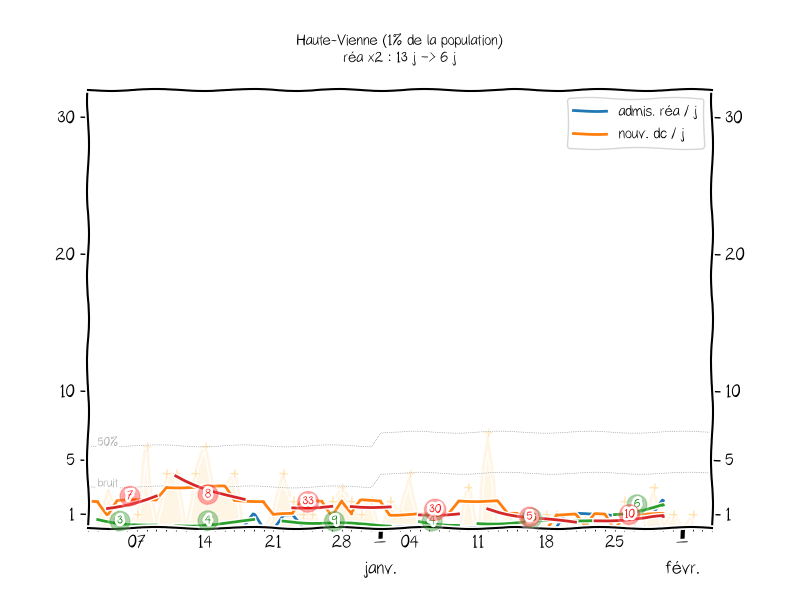 Haute-Vienne (1% de la population)
réa x2 : 13 j -> 6 j
admis. réa / j
nouv. dc / j
30 30
20 20
10 10
5 5
1 1
50%
bruit
7 8 33 30 5 10 6
3 4 9 4
07 14 21 28 04 11 18 25
janv. févr.